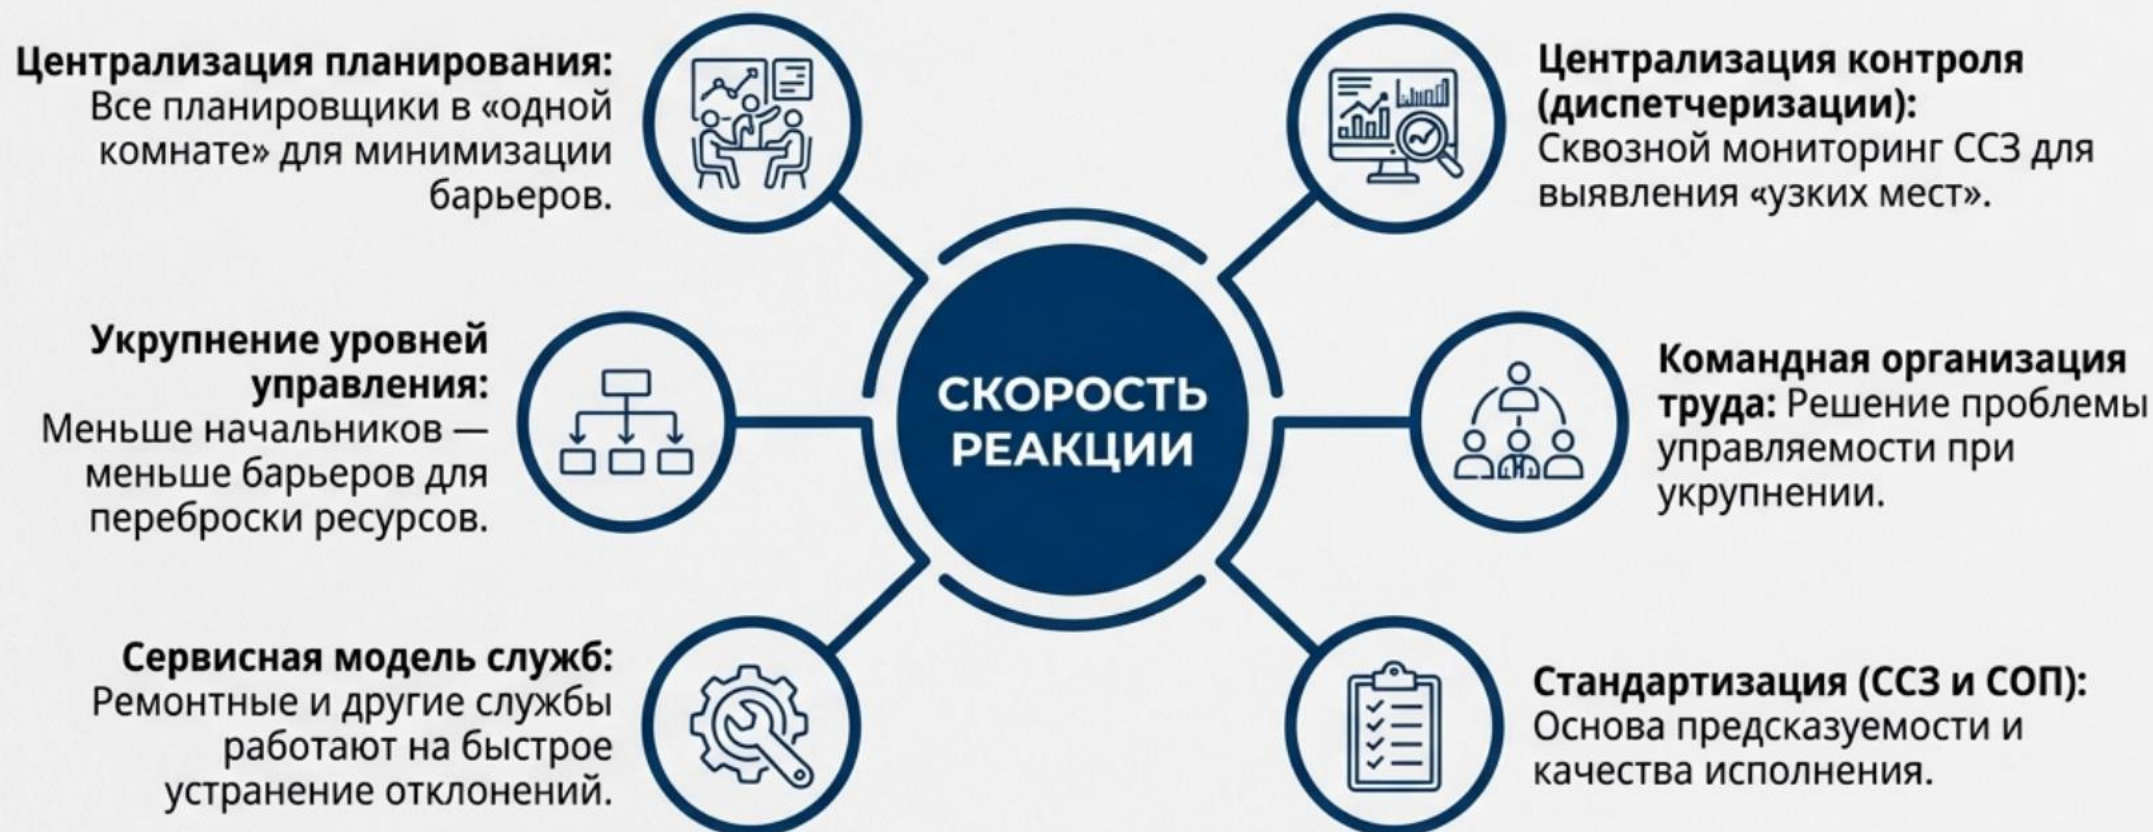 Централизация планирования:
Все планировщики в «одной
комнате» для минимизации
барьеров.
Централизация контроля
(диспетчеризации):
Сквозной мониторинг ССЗ для
выявления «узких мест».
Укрупнение уровней
управления:
Меньше начальников —
меньше барьеров для
переброски ресурсов.
СКОРОСТЬ
РЕАКЦИИ
Командная организация
труда: Решение проблемы
управляемости при
укрупнении.
Сервисная модель служб:
Ремонтные и другие службы
работают на быстрое
устранение отклонений.
Стандартизация (ССЗ и СОП):
Основа предсказуемости и
качества исполнения.